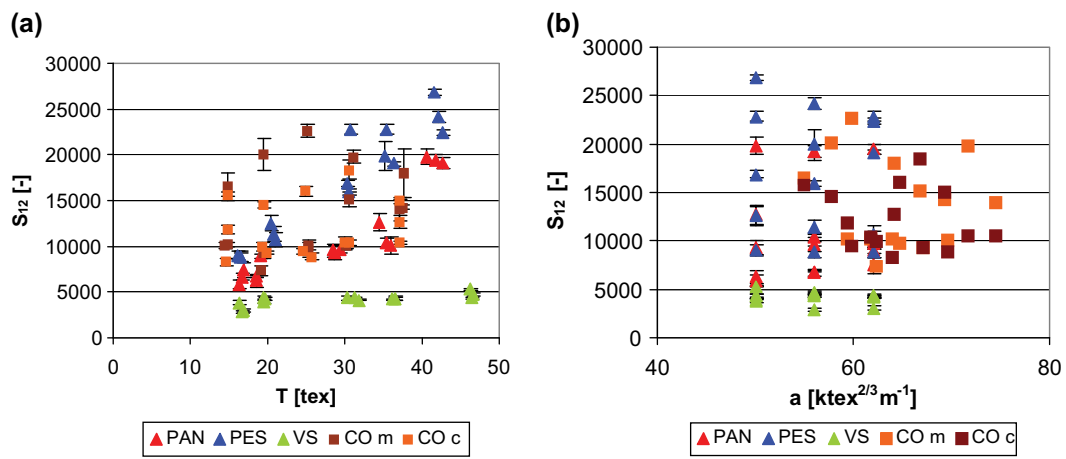 (a)
S12 [-]
30000
25000
20000
15000
10000
5000
0
0 10 20 30 40 50
T [tex]
PAN PES VS CO m CO c
(b)
S12 [-]
30000
25000
20000
15000
10000
5000
0
40 60 80
a [ktex2/3m-1]
PAN PES VS CO m CO c